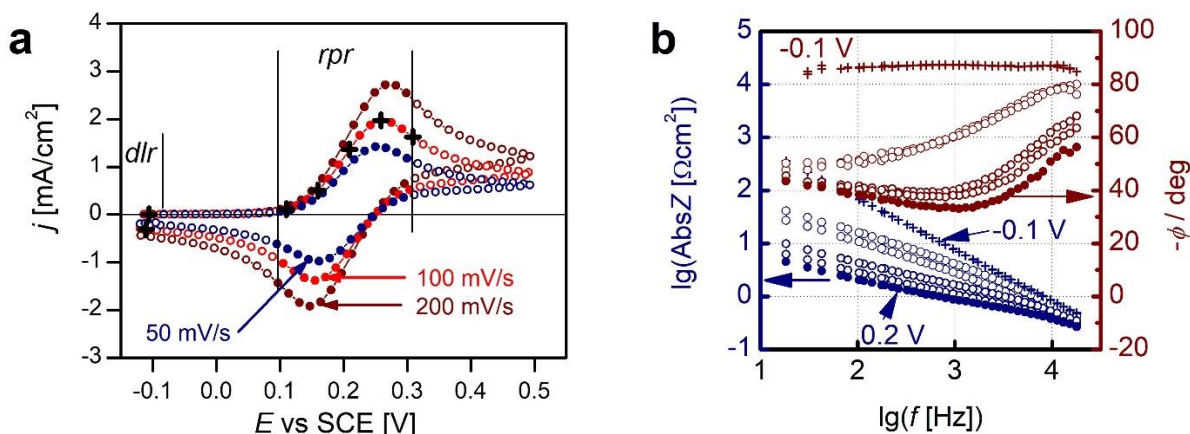 a
4
3
2
1
0
-1
-2
-3
j [mA/cm²]
dlr
rpr
100 mV/s
200 mV/s
50 mV/s
-0.1 0.0 0.1 0.2 0.3 0.4 0.5
E vs SCE [V]
b
5
4
3
2
1
0
-1
lg(AbsZ [Ωcm²])
-0.1 V
-0.1 V
0.2 V
100
80
60
40
20
0
-20
-ϕ / deg
1 2 3 4
lg(f [Hz])